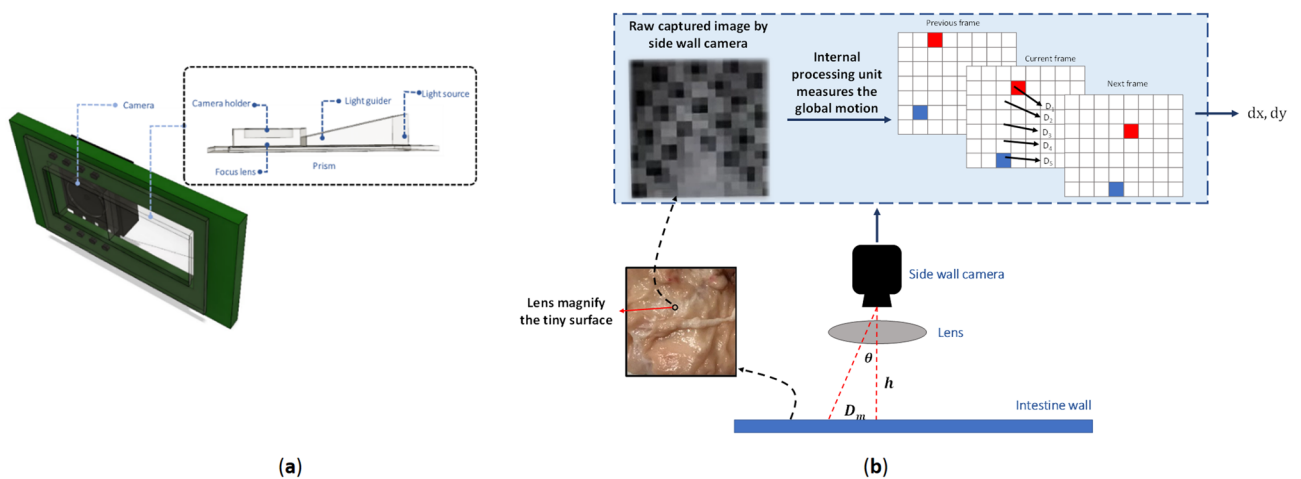 Camera
Camera holder
Light guider
Light source
Focus lens
Prism
(a)
Raw captured image by
side wall camera
Internal
processing unit
measures the
global motion
Previous frame
Current frame
Next frame
D1
D2
D3
D4
D5
dx, dy
Side wall camera
Lens magnify
the tiny surface
Lens
θ
h
Dm
Intestine wall
(b)